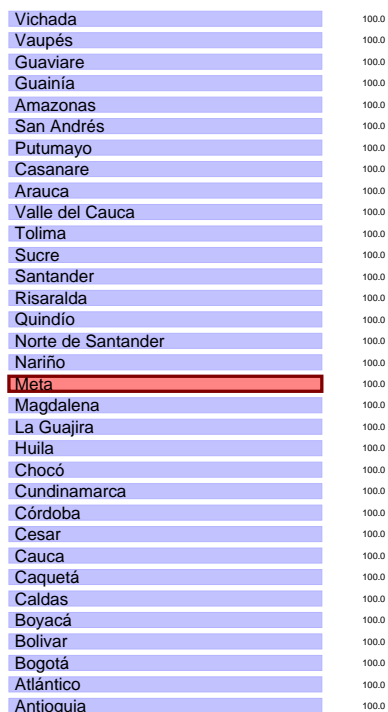 Vichada 100.0
Vaupés 100.0
Guaviare 100.0
Guainía 100.0
Amazonas 100.0
San Andrés 100.0
Putumayo 100.0
Casanare 100.0
Arauca 100.0
Valle del Cauca 100.0
Tolima 100.0
Sucre 100.0
Santander 100.0
Risaralda 100.0
Quindío 100.0
Norte de Santander 100.0
Nariño 100.0
Meta 100.0
Magdalena 100.0
La Guajira 100.0
Huila 100.0
Chocó 100.0
Cundinamarca 100.0
Córdoba 100.0
Cesar 100.0
Cauca 100.0
Caquetá 100.0
Caldas 100.0
Boyacá 100.0
Bolivar 100.0
Bogotá 100.0
Atlántico 100.0
Antioquia 100.0